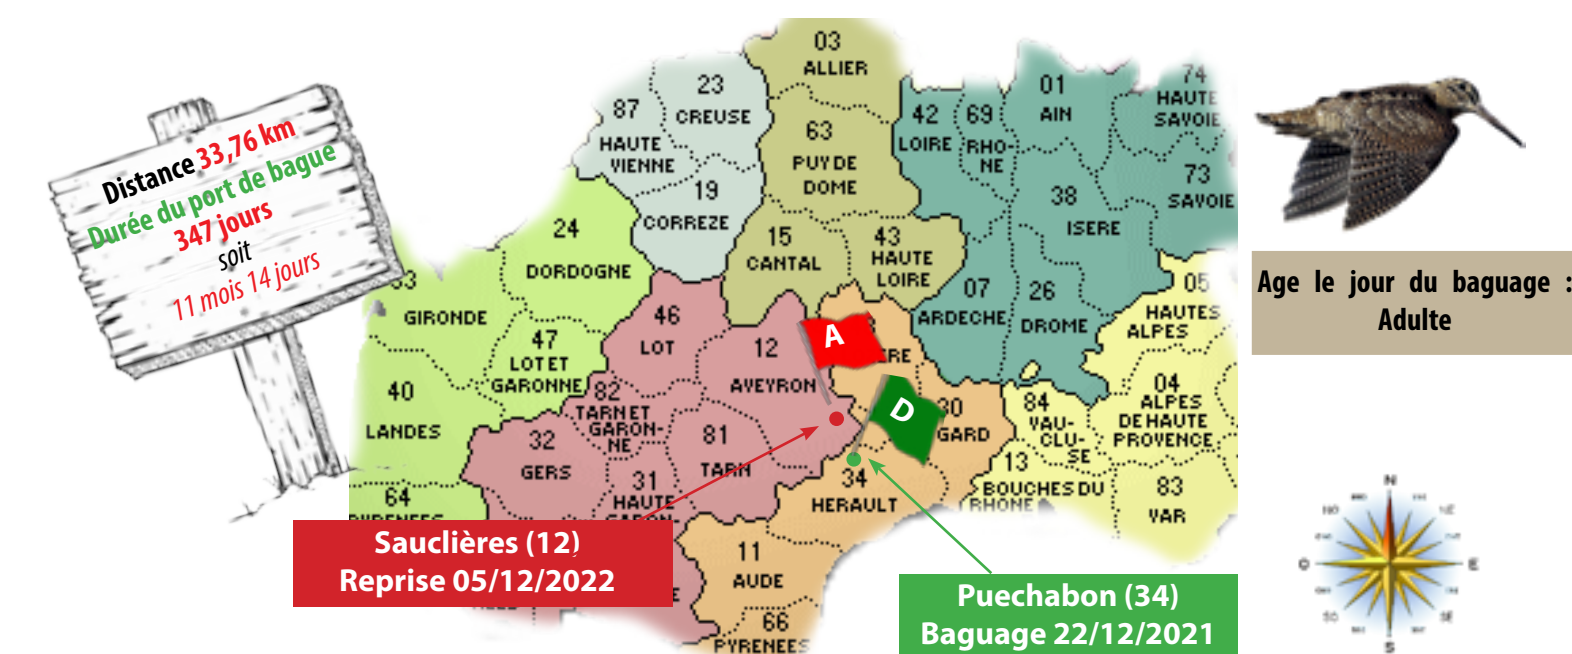 Distance 33,76 km
Durée du port de bague
347 jours
soit
11 mois 14 jours
03
ALLIER
23
CREUSE
87
HAUTE
VIENNE
63
PUY DE
DOME
42
LOIRE
69
RHO-
NE
01
AIN
74
HAUTE
SAVOIE
73
SAVOIE
38
ISERE
19
CORREZE
24
DORDOGNE
15
CANTAL
43
HAUTE
LOIRE
07
ARDECHE
26
DROME
05
HAUTES
ALPES
33
GIRONDE
46
LOT
47
LOT ET
GARONNE
12
AVEYRON
A
ERE
D
30
GARD
84
VAU-
CLU-
SE
04
ALPES
DE HAUTE
PROVENCE
40
LANDES
82
TARN ET
GARON-
NE
32
GERS
81
TARN
31
HAUTE
GARON-
34
HERAULT
13
BOUCHES DU
RHONE
83
VAR
64
PYRENEES
11
AUDE
66
PYRENEES
Sauclières (12)
Reprise 05/12/2022
Puechabon (34)
Baguage 22/12/2021
Age le jour du baguage :
Adulte
N
O
E
S
NE
SO
SE